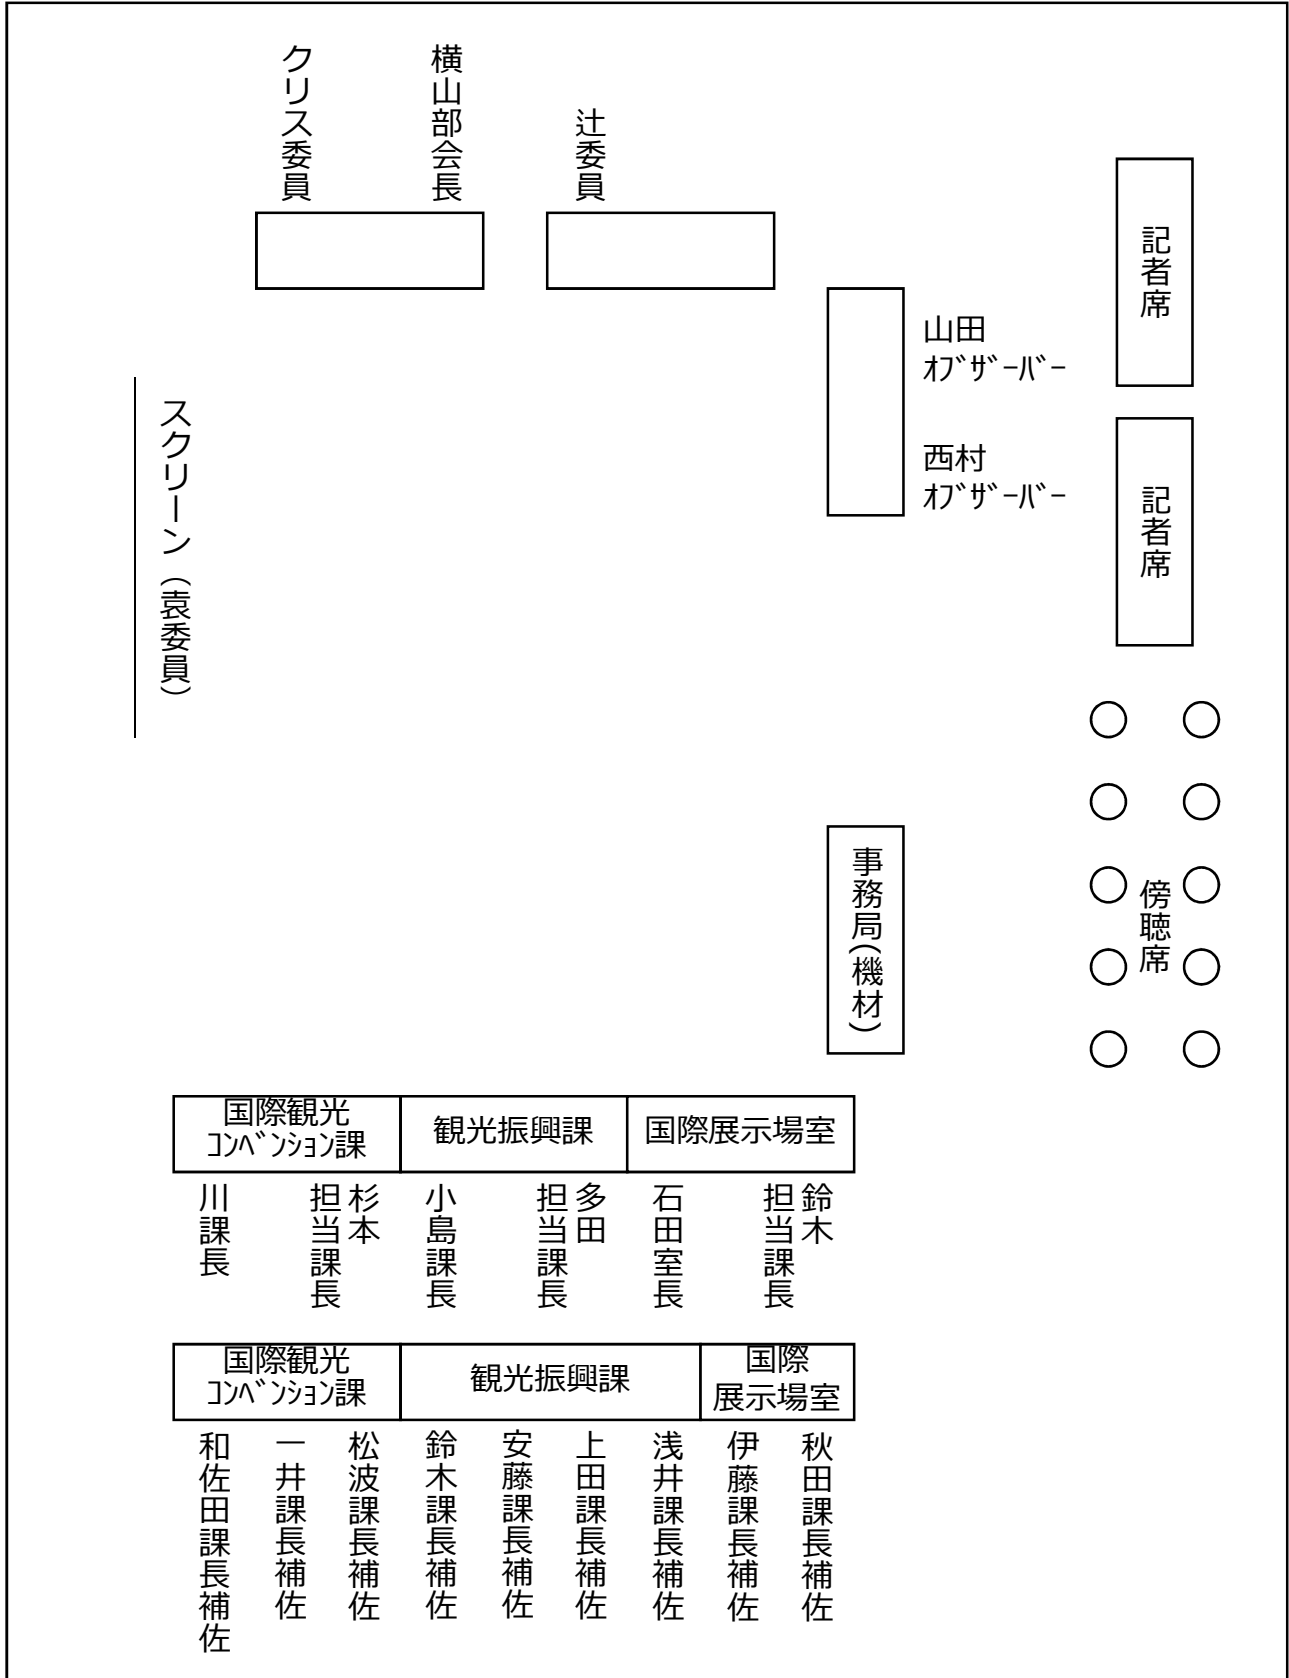 クリス委員
横山部会長
辻委員
記者席
山田
ｵﾌﾞｻﾞｰﾊﾞｰ
西村
ｵﾌﾞｻﾞｰﾊﾞｰ
記者席
スクリーン（袁委員）
事務局(機材)
傍聴席
国際観光
ｺﾝﾍﾞﾝｼｮﾝ課
観光振興課
国際展示場室
川課長
杉本
担当課長
小島課長
多田
担当課長
石田室長
鈴木
担当課長
国際観光
ｺﾝﾍﾞﾝｼｮﾝ課
観光振興課
国際
展示場室
和佐田課長補佐
一井課長補佐
松波課長補佐
鈴木課長補佐
安藤課長補佐
上田課長補佐
浅井課長補佐
伊藤課長補佐
秋田課長補佐